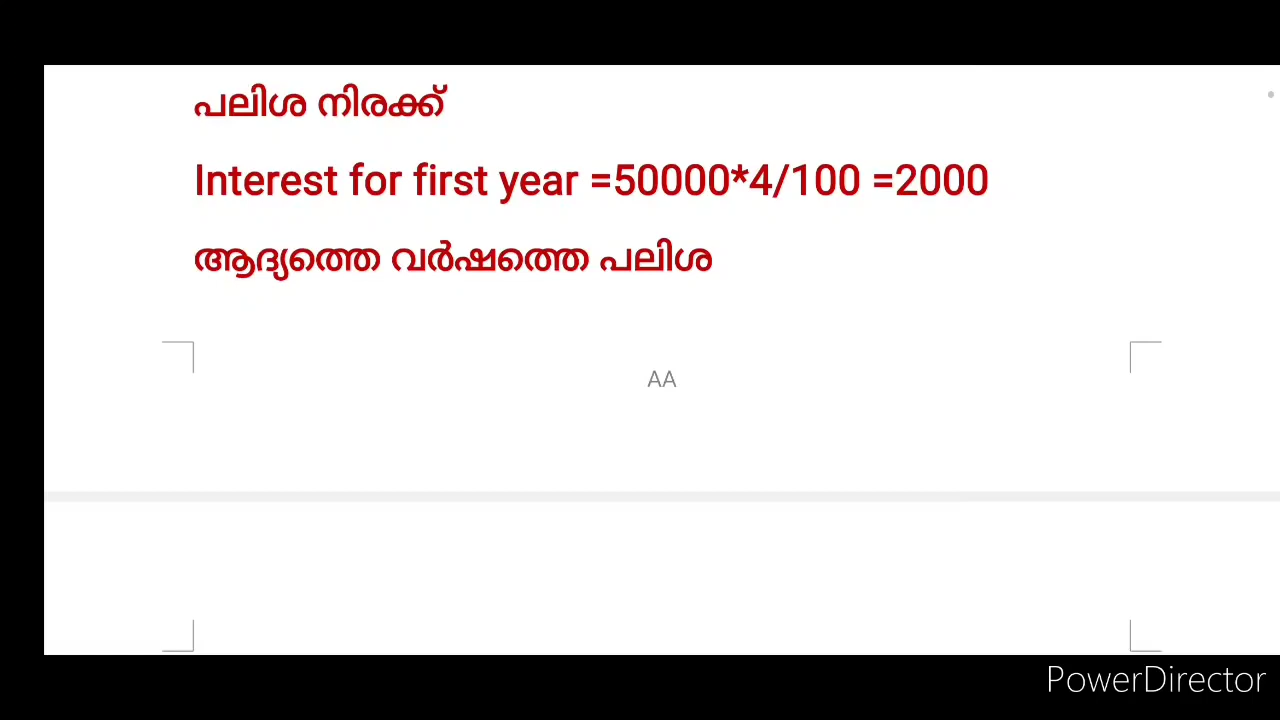 പലിശ നിരക്ക്
Interest for first year =50000*4/100 =2000
ആദ്യത്തെ വർഷത്തെ പലിശ
AA
PowerDirector